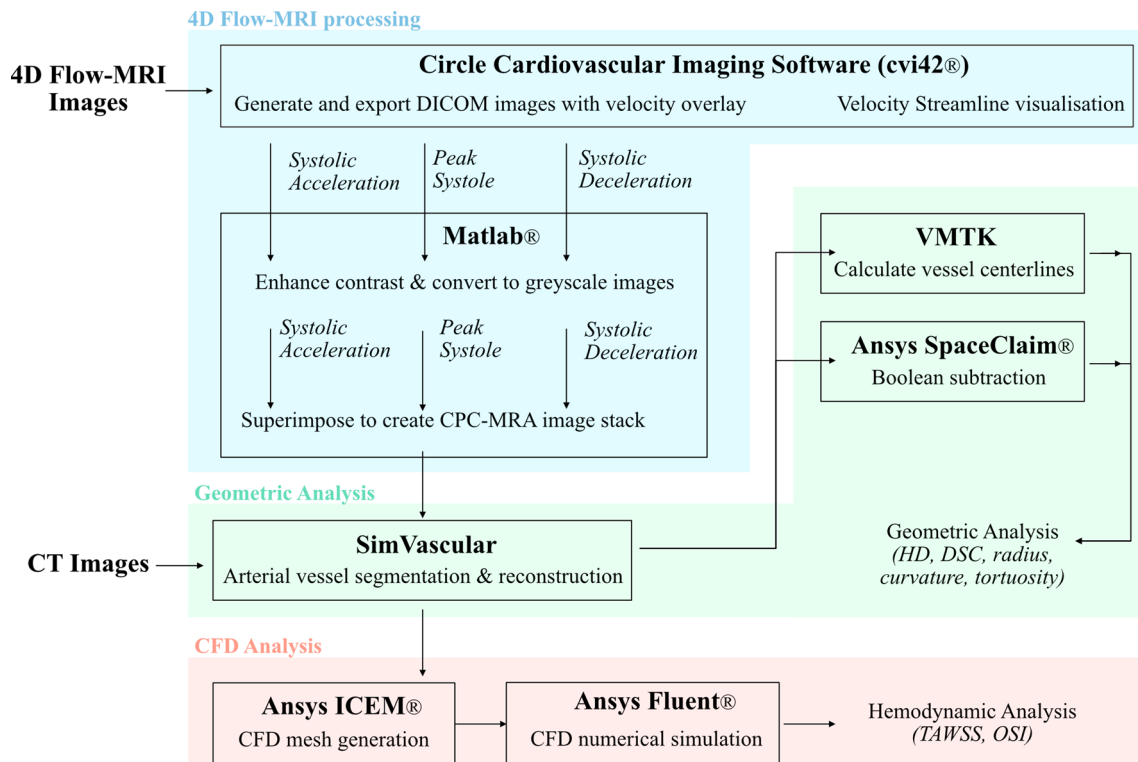 4D Flow-MRI processing
4D Flow-MRI
Images
Circle Cardiovascular Imaging Software (cvi42®)
Generate and export DICOM images with velocity overlay
Velocity Streamline visualisation
Systolic
Acceleration
Peak
Systole
Systolic
Deceleration
Matlab®
Enhance contrast & convert to greyscale images
Systolic
Acceleration
Peak
Systole
Systolic
Deceleration
Superimpose to create CPC-MRA image stack
VMTK
Calculate vessel centerlines
Ansys SpaceClaim®
Boolean subtraction
Geometric Analysis
CT Images
SimVascular
Arterial vessel segmentation & reconstruction
Geometric Analysis
(HD, DSC, radius,
curvature, tortuosity)
CFD Analysis
Ansys ICEM®
CFD mesh generation
Ansys Fluent®
CFD numerical simulation
Hemodynamic Analysis
(TAWSS, OSI)